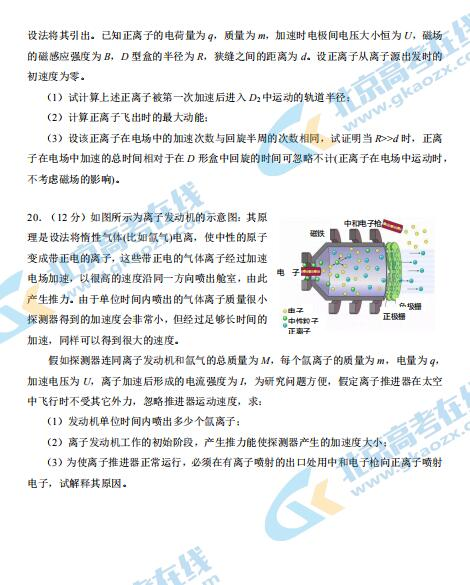 设法将其引出。已知正离子的电荷量为 q，质量为 m，加速时电极间电压大小恒为 U，磁场
的磁感应强度为 B，D 型盒的半径为 R，狭缝之间的距离为 d。设正离子从离子源出发时的
初速度为零。
（1）试计算上述正离子被第一次加速后进入 D2 中运动的轨道半径；
（2）计算正离子飞出时的最大动能；
（3）设该正离子在电场中的加速次数与回旋半周的次数相同，试证明当 R>>d 时，正离
子在电场中加速的总时间相对于在 D 形盒中回旋的时间可忽略不计(正离子在电场中运动时，
不考虑磁场的影响)。
20．（12 分）如图所示为离子发动机的示意图：其原
理是设法将惰性气体(比如氙气)电离，使中性的原子
变成带正电的离子，这些带正电的气体离子经过加速
电场加速，以很高的速度沿同一方向喷出舱室，由此
产生推力。由于单位时间内喷出的气体离子质量很小
探测器得到的加速度会非常小，但经过足够长时间的
加速，同样可以得到很大的速度。
中和电子枪
磁铁
电 子
负极栅
正极栅
电子
中性粒子
正离子
假如探测器连同离子发动机和氙气的总质量为 M，每个氙离子的质量为 m，电量为 q，
加速电压为 U，离子加速后形成的电流强度为 I，为研究问题方便，假定离子推进器在太空
中飞行时不受其它外力，忽略推进器运动速度，求：
（1）发动机单位时间内喷出多少个氙离子；
（2）离子发动机工作的初始阶段，产生推力能使探测器产生的加速度大小；
（3）为使离子推进器正常运行，必须在有离子喷射的出口处用中和电子枪向正离子喷射
电子，试解释其原因。
北京高考在线
www.gkaozx.com
北京高考在线
www.gkaozx.com